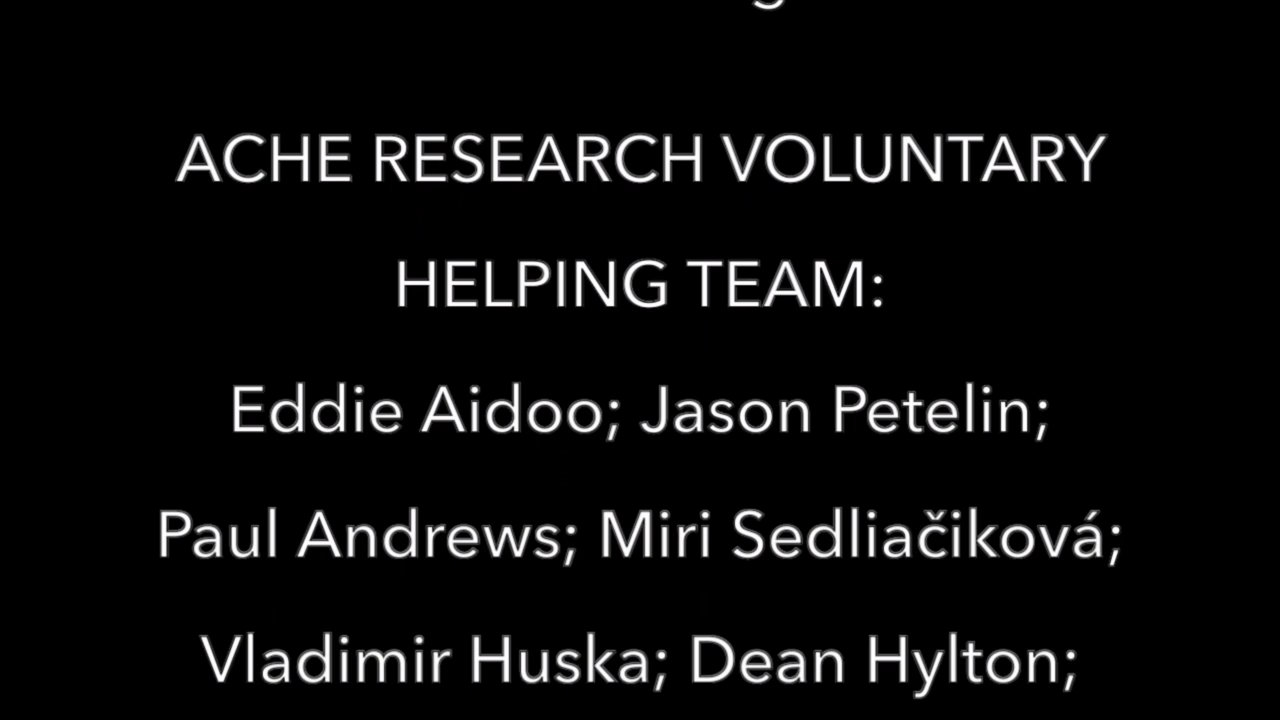 ACHE RESEARCH VOLUNTARY
HELPING TEAM:
Eddie Aidoo; Jason Petelin;
Paul Andrews; Miri Sedliačiková;
Vladimir Huska; Dean Hylton;